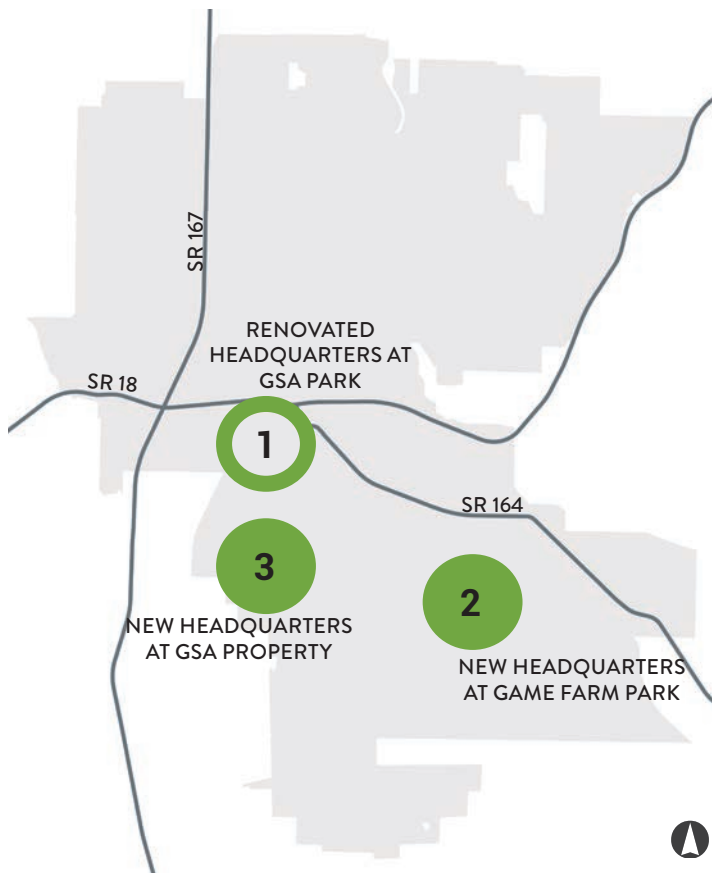 SR 167
RENOVATED
HEADQUARTERS AT
GSA PARK
SR 18
1
SR 164
3
2
NEW HEADQUARTERS
AT GSA PROPERTY
NEW HEADQUARTERS
AT GAME FARM PARK